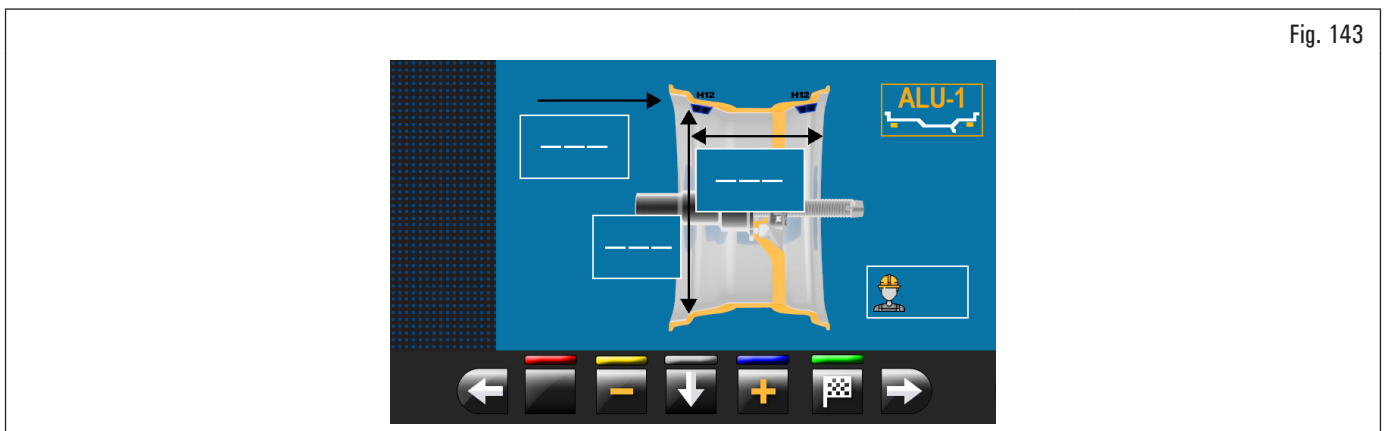 Fig. 143
H12 H12
ALU-1
— — —
— — —
— — —